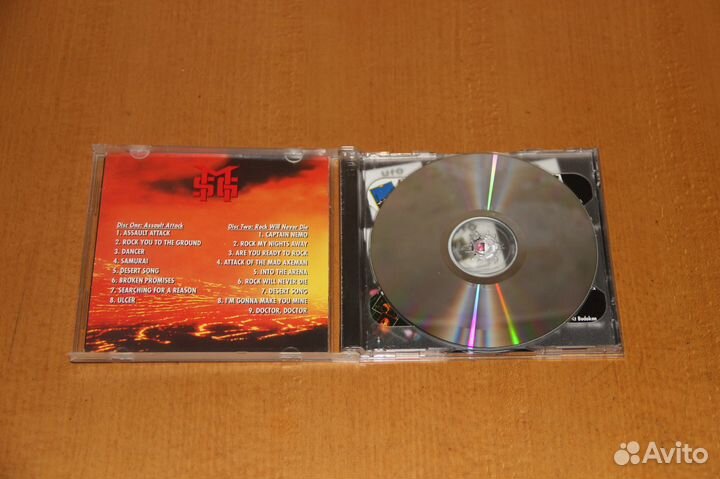 MSG
Disc One: Assault Attack
1. ASSAULT ATTACK
2. ROCK YOU TO THE GROUND
3. DANCER
4. SAMURAI
5. DESERT SONG
6. BROKEN PROMISES
7. SEARCHING FOR A REASON
8. ULCER
Disc Two: Rock Will Never Die
1. CAPTAIN NEMO
2. ROCK MY NIGHTS AWAY
3. ARE YOU READY TO ROCK
4. ATTACK OF THE MAD AXEMAN
5. INTO THE ARENA
6. ROCK WILL NEVER DIE
7. DESERT SONG
8. I'M GONNA MAKE YOU MINE
9. DOCTOR, DOCTOR
UFO
at Budokan
Avito